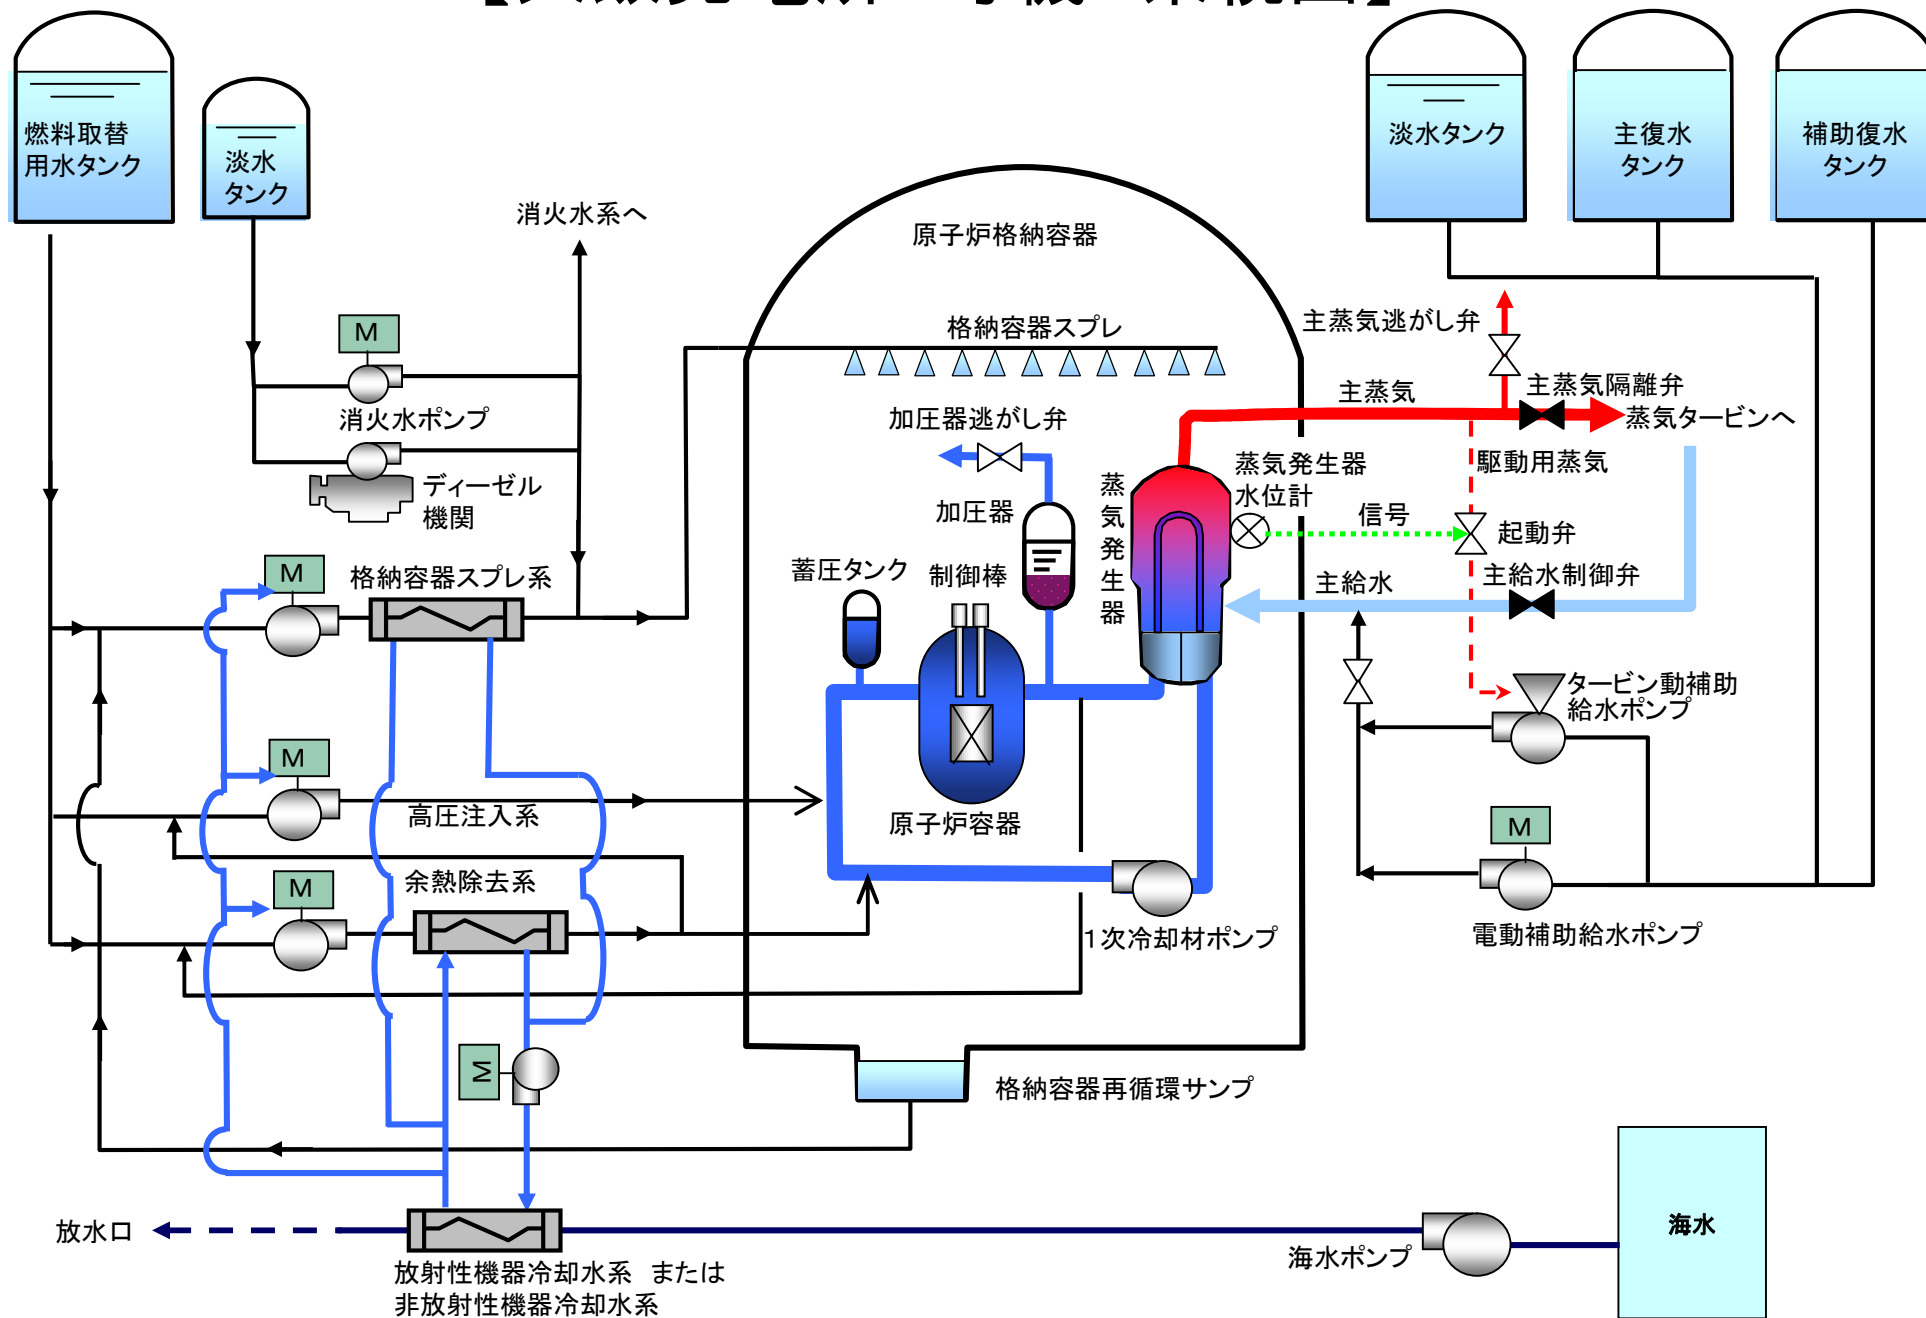 燃料取替
用水タンク
淡水
タンク
消火水系へ
原子炉格納容器
淡水タンク
主復水
タンク
補助復水
タンク
M
格納容器スプレ
主蒸気逃がし弁
主蒸気
主蒸気隔離弁
蒸気タービンへ
消火水ポンプ
加圧器逃がし弁
駆動用蒸気
蒸気発生器
水位計
蒸気発生器
ディーゼル
機関
加圧器
信号
起動弁
M
格納容器スプレ系
蓄圧タンク
制御棒
主給水
主給水制御弁
タービン動補助
給水ポンプ
M
高圧注入系
原子炉容器
M
M
余熱除去系
1次冷却材ポンプ
電動補助給水ポンプ
M
格納容器再循環サンプ
放水口
海水ポンプ
海水
放射性機器冷却水系 または
非放射性機器冷却水系